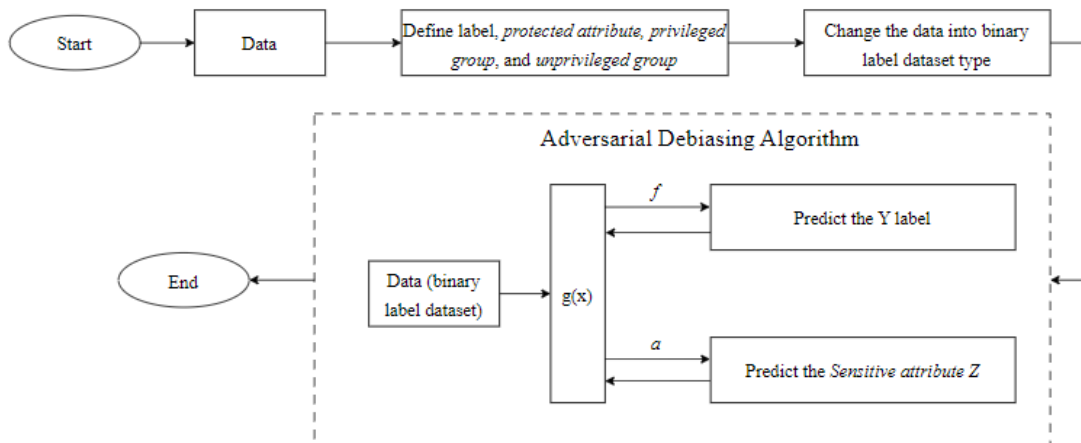 Start
Data
Define label, protected attribute, privileged
group, and unprivileged group
Change the data into binary
label dataset type
Adversarial Debiasing Algorithm
f
Predict the Y label
End
Data (binary
label dataset)
g(x)
a
Predict the Sensitive attribute Z